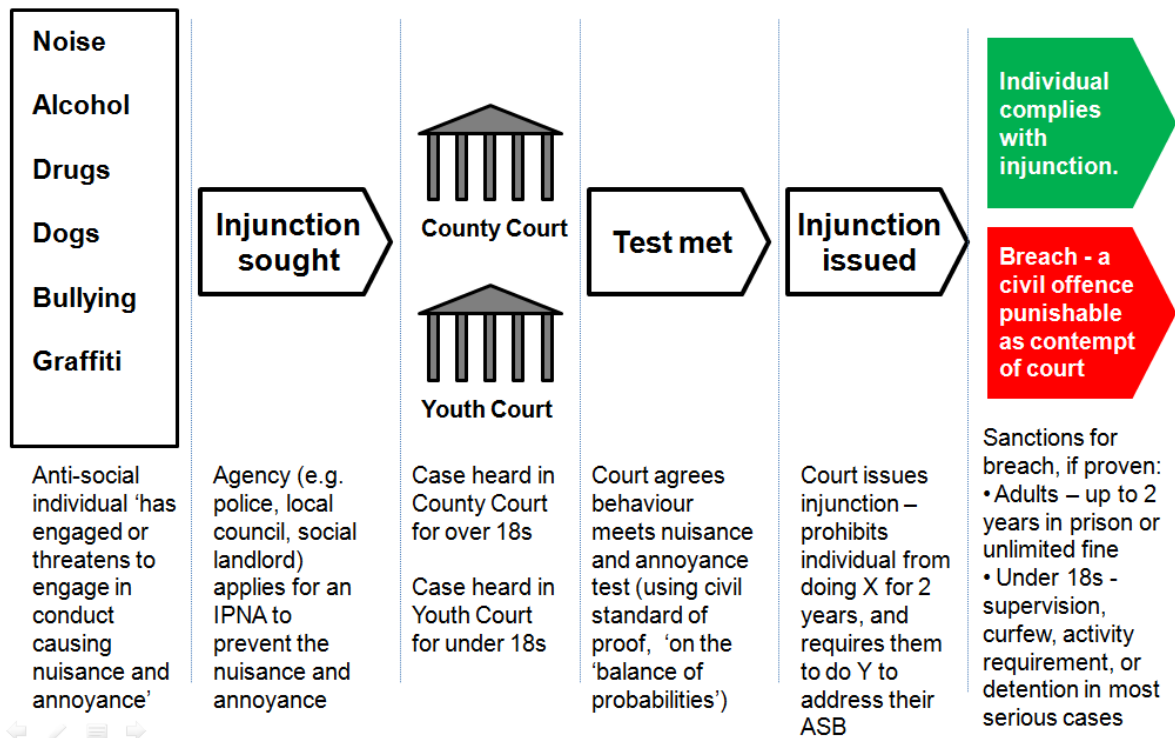 Noise
Alcohol
Drugs
Dogs
Bullying
Graffiti
Anti-social
individual ‘has
engaged or
threatens to
engage in
conduct
causing
nuisance and
annoyance’
Injunction
sought
Agency (e.g.
police, local
council, social
landlord)
applies for an
IPNA to
prevent the
nuisance and
annoyance
County Court
Youth Court
Case heard in
County Court
for over 18s
Case heard in
Youth Court
for under 18s
Test met
Court agrees
behaviour
meets nuisance
and annoyance
test (using civil
standard of
proof, ‘on the
‘balance of
probabilities’)
Injunction
issued
Court issues
injunction –
prohibits
individual from
doing X for 2
years, and
requires them
to do Y to
address their
ASB
Individual
complies
with
injunction.
Breach - a
civil offence
punishable
as contempt
of court
Sanctions for
breach, if proven:
• Adults – up to 2
years in prison or
unlimited fine
• Under 18s -
supervision,
curfew, activity
requirement, or
detention in most
serious cases